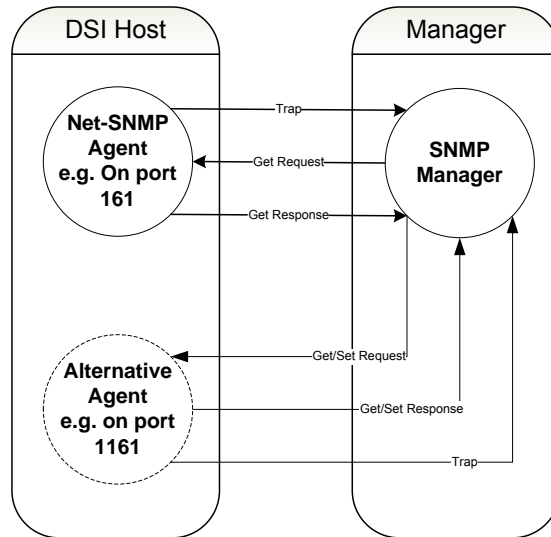 DSI Host
Manager
Net-SNMP
Agent
e.g. On port
161
Trap
Get Request
Get Response
SNMP
Manager
Get/Set Request
Alternative
Agent
e.g. on port
1161
Get/Set Response
Trap